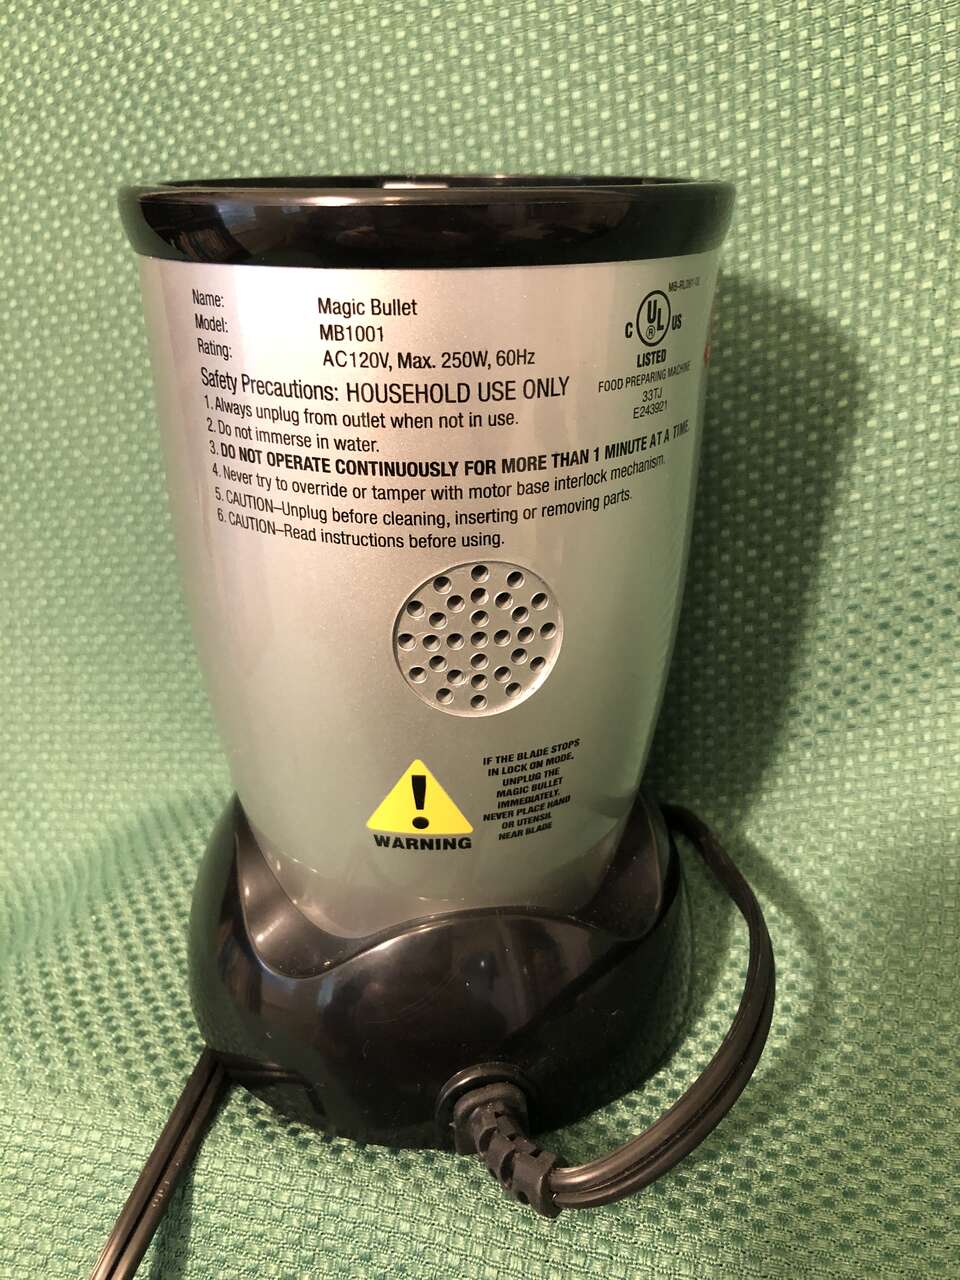 Name: Magic Bullet
Model: MB1001
Rating: AC120V, Max. 250W, 60Hz
Safety Precautions: HOUSEHOLD USE ONLY
1. Always unplug from outlet when not in use.
2. Do not immerse in water.
3. DO NOT OPERATE CONTINUOUSLY FOR MORE THAN 1 MINUTE AT A TIME.
4. Never try to override or tamper with motor base interlock mechanism.
5. CAUTION–Unplug before cleaning, inserting or removing parts.
6. CAUTION–Read instructions before using.
C UL ® US
LISTED
FOOD PREPARING MACHINE
33TJ
E243921
WARNING
IF THE BLADE STOPS
IN LOCK ON MODE.
UNPLUG THE
MAGIC BULLET
IMMEDIATELY.
NEVER PLACE HAND
OR UTENSIL
NEAR BLADE